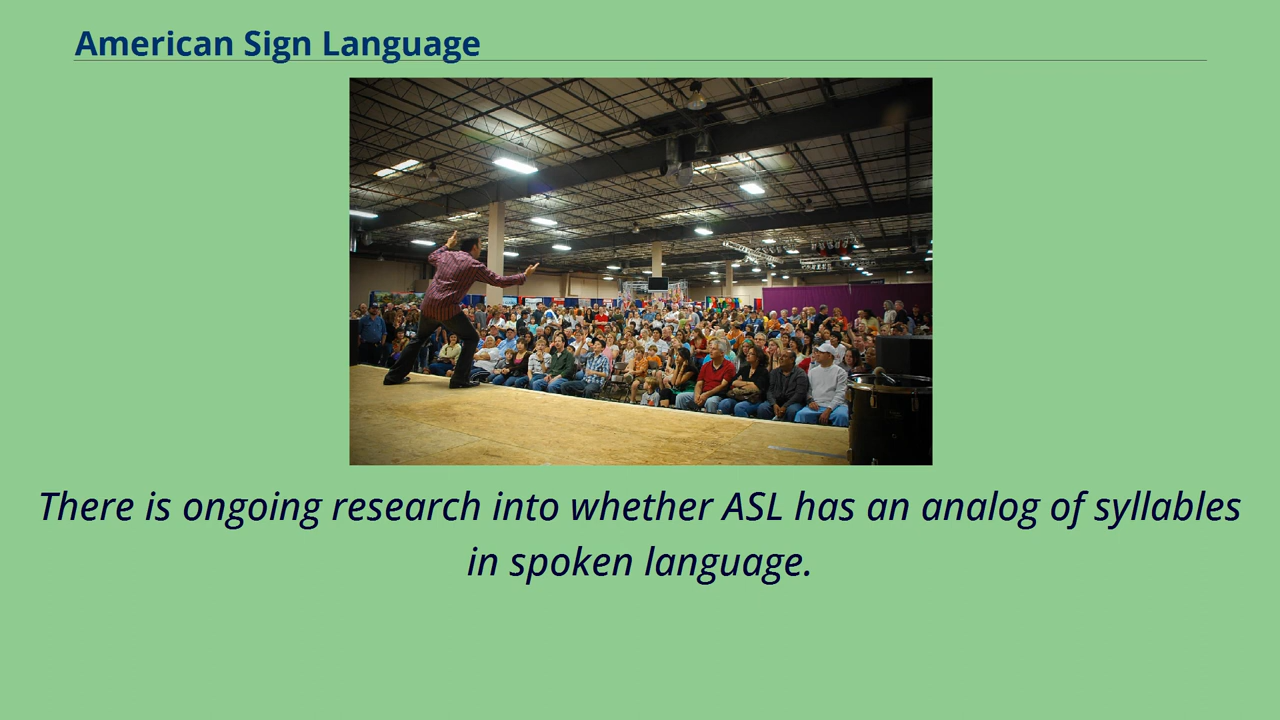 American Sign Language
There is ongoing research into whether ASL has an analog of syllables
in spoken language.